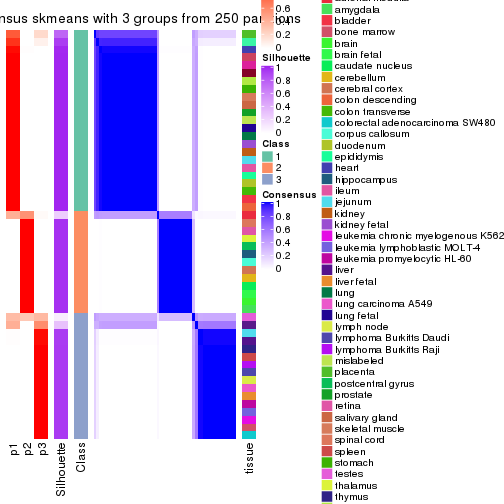 nsus skmeans with 3 groups from 250 par
ons
0.6
0.4
0.2
0
Silhouette
1
0.8
0.6
0.4
0.2
0
Class
1
2
3
Consensus
1
0.8
0.6
0.4
0.2
0
amygdala
bladder
bone marrow
brain
brain fetal
caudate nucleus
cerebellum
cerebral cortex
colon descending
colon transverse
colorectal adenocarcinoma SW480
corpus callosum
duodenum
epididymis
heart
hippocampus
ileum
jejunum
kidney
kidney fetal
leukemia chronic myelogenous K562
leukemia lymphoblastic MOLT-4
leukemia promyelocytic HL-60
liver
liver fetal
lung
lung carcinoma A549
lung fetal
lymph node
lymphoma Burkitts Daudi
lymphoma Burkitts Raji
mislabeled
placenta
postcentral gyrus
prostate
retina
salivary gland
skeletal muscle
spinal cord
spleen
stomach
testes
thalamus
thymus
p1
p2
p3
Silhouette
Class
tissue